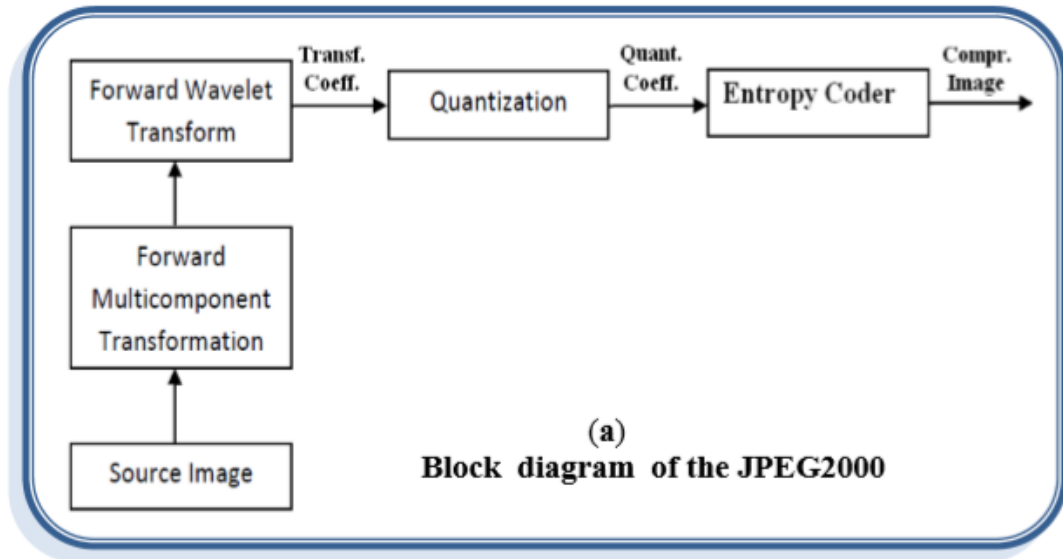 Forward Wavelet
Transform
Transf.
Coeff.
Quantization
Quant.
Coeff.
Entropy Coder
Compr.
Image
Forward
Multicomponent
Transformation
Source Image
(a)
Block diagram of the JPEG2000